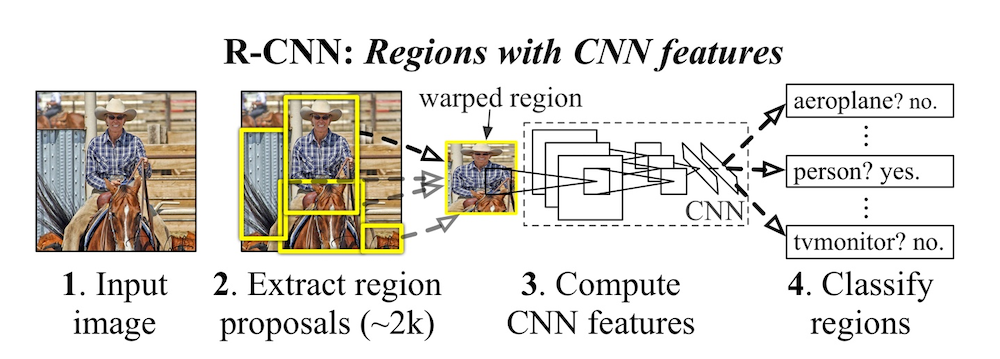 R-CNN: Regions with CNN features
warped region
aeroplane? no.
person? yes.
tvmonitor? no.
CNN
1. Input
image
2. Extract region
proposals (~2k)
3. Compute
CNN features
4. Classify
regions